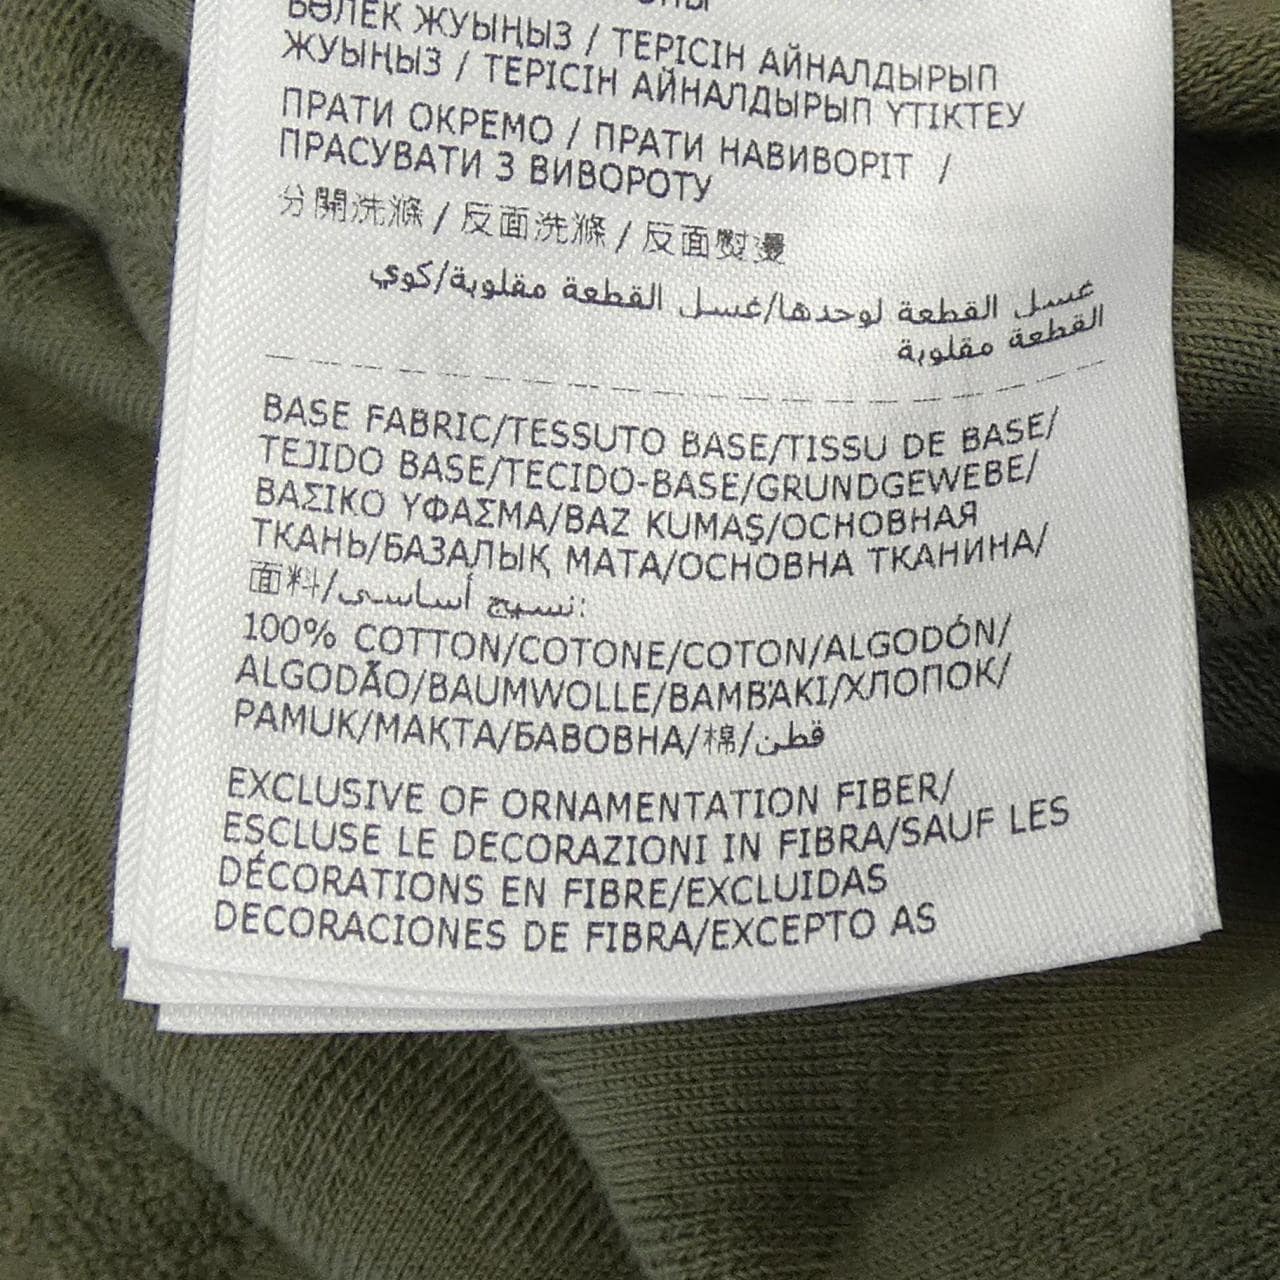 БӨЛЕК ЖУЫҢЫЗ / ТЕРІСІН АЙНАЛДЫРЫП
ЖУЫҢЫЗ / ТЕРІСІН АЙНАЛДЫРЫП ҮТІКТЕУ
ПРАТИ ОКРЕМО / ПРАТИ НАВИВОРІТ /
ПРАСУВАТИ З ВИВОРОТУ
分開洗滌 / 反面洗滌 / 反面熨燙
غسل القطعة لوحدها/غسل القطعة مقلوبة/كوي
القطعة مقلوبة
BASE FABRIC/TESSUTO BASE/TISSU DE BASE/
TEJIDO BASE/TECIDO-BASE/GRUNDGEWEBE/
ΒΑΣΙΚΟ ΥΦΑΣΜΑ/BAZ KUMAŞ/ОСНОВНАЯ
ТКАНЬ/БАЗАЛЫҚ МАТА/ОСНОВНА ТКАНИНА/
面料/نسيج أساسي:
100% COTTON/COTONE/COTON/ALGODÓN/
ALGODÃO/BAUMWOLLE/ΒΑΜΒΆΚΙ/ХЛОПОК/
PAMUK/МАҚТА/БАВОВНА/棉/قطن
EXCLUSIVE OF ORNAMENTATION FIBER/
ESCLUSE LE DECORAZIONI IN FIBRA/SAUF LES
DÉCORATIONS EN FIBRE/EXCLUIDAS
DECORACIONES DE FIBRA/EXCEPTO AS